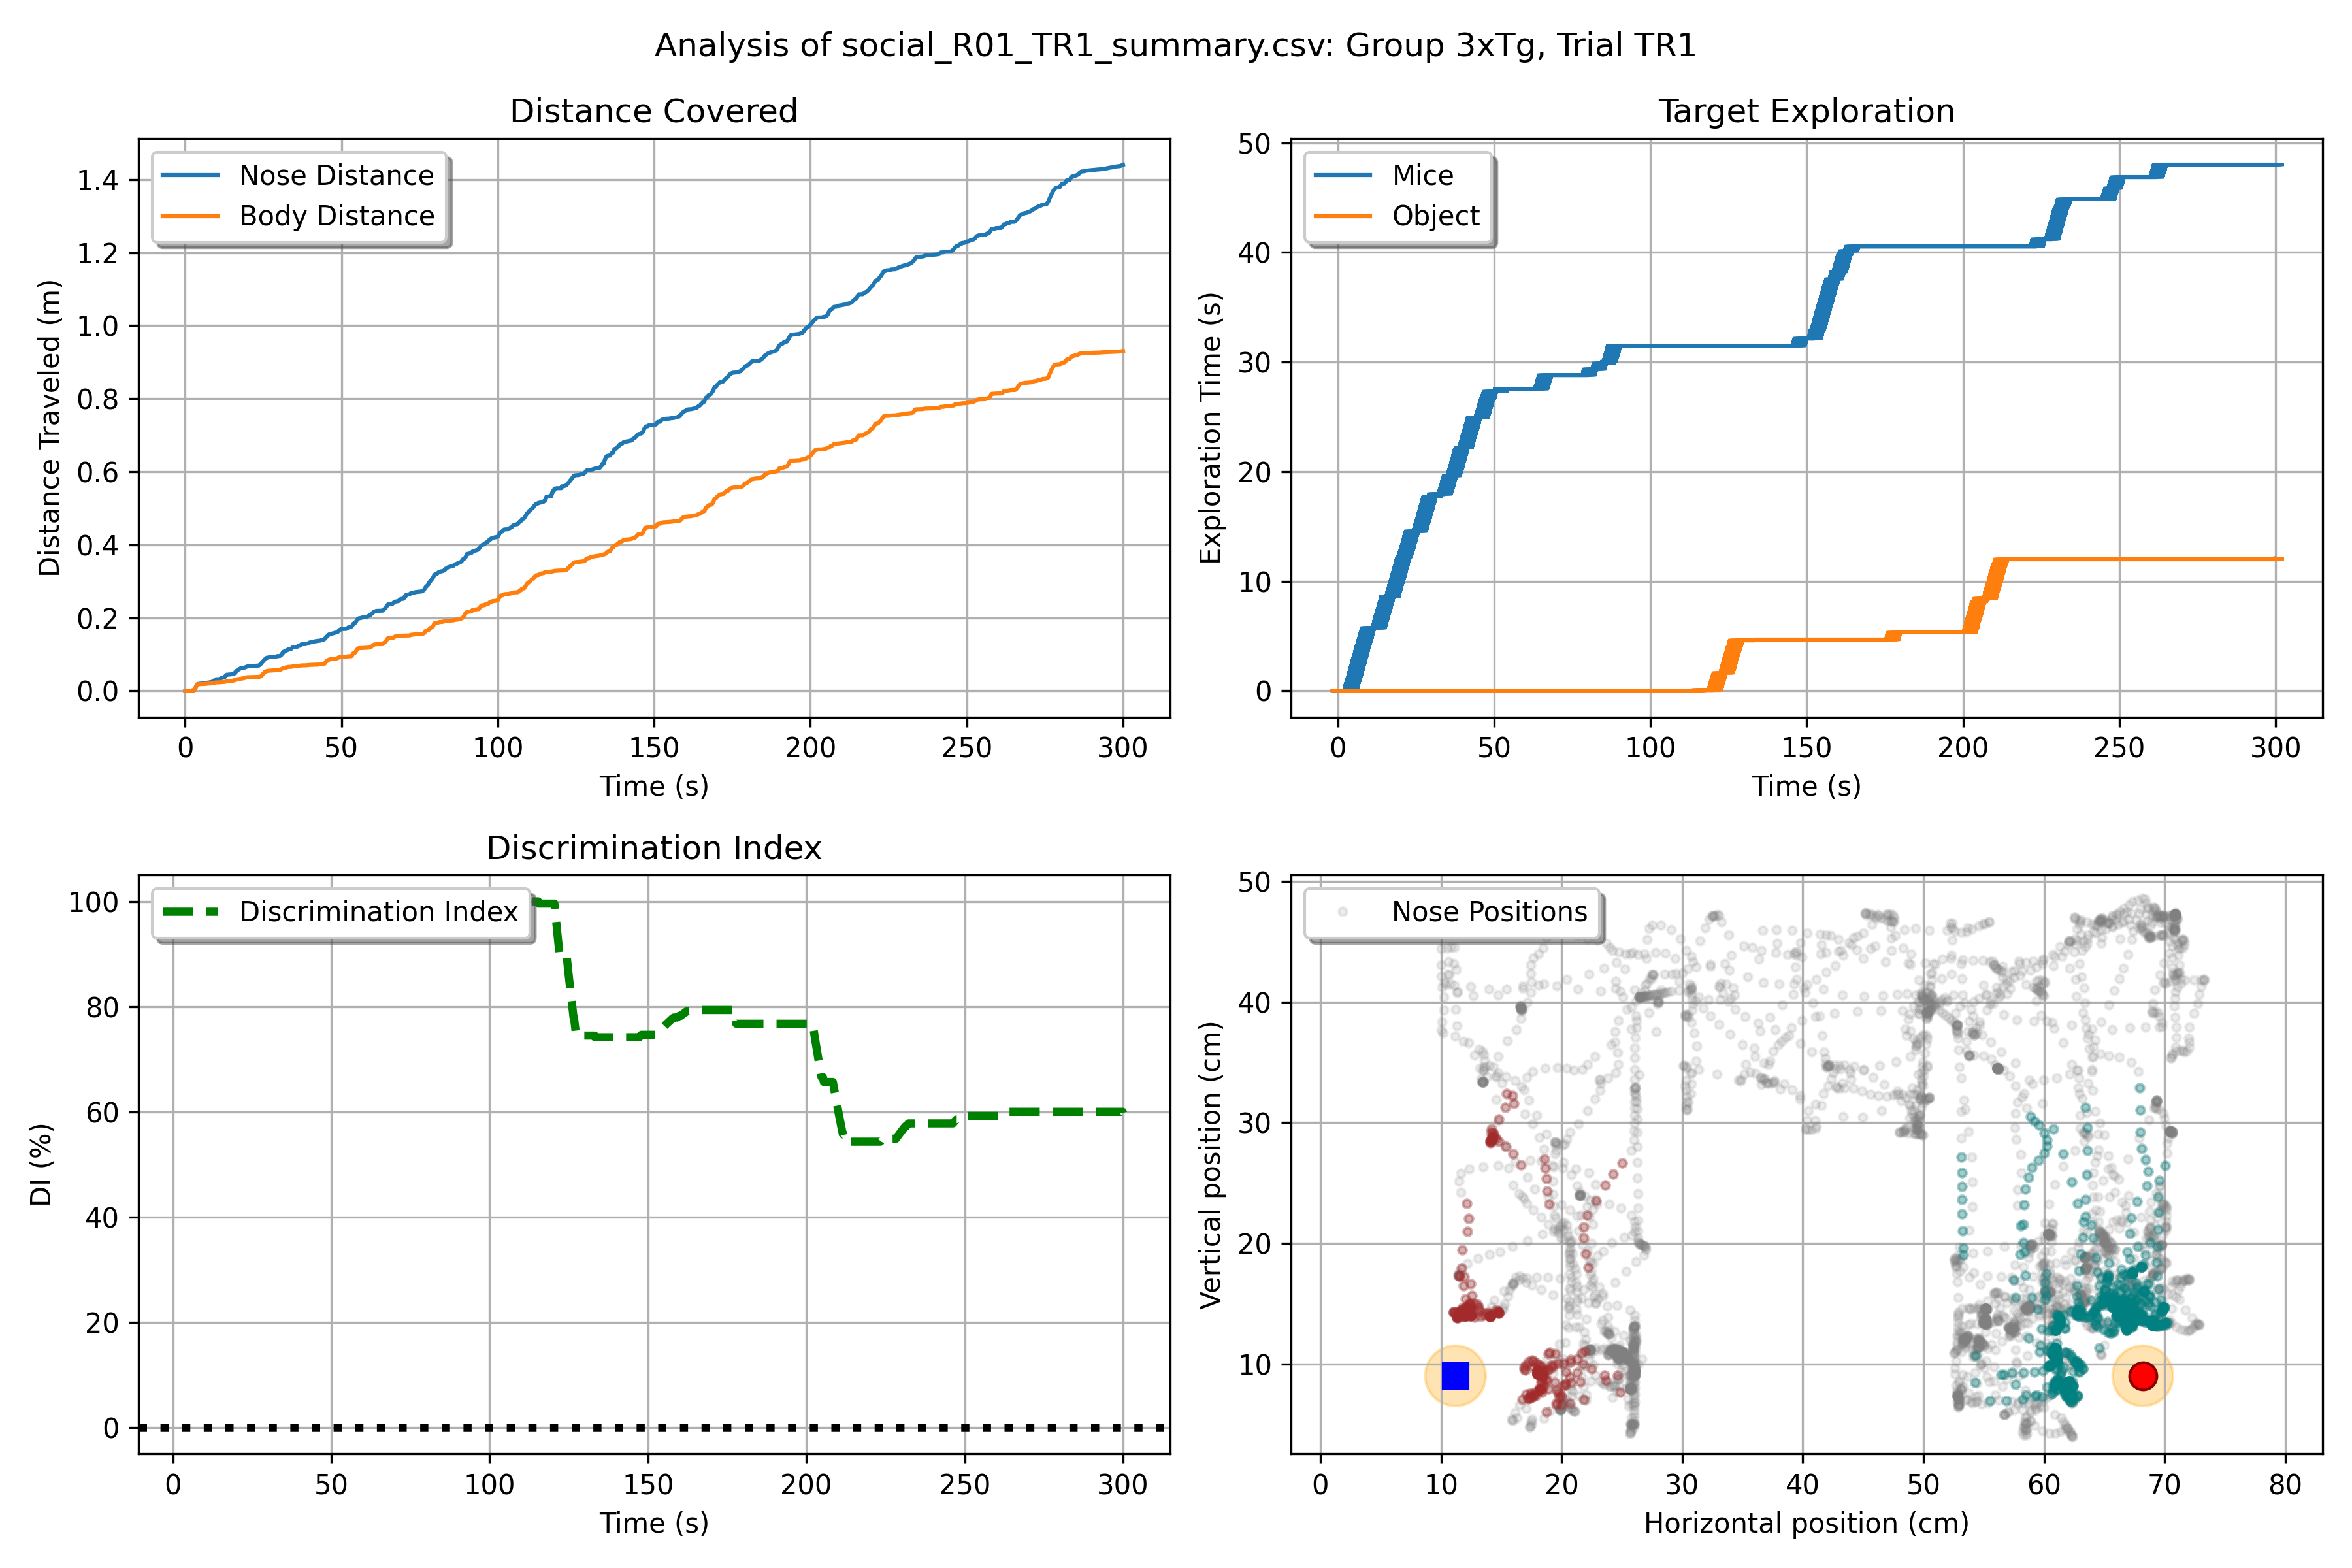 Analysis of social_R01_TR1_summary.csv: Group 3xTg, Trial TR1
Distance Covered
Nose Distance
Body Distance
Distance Traveled (m)
1.4
1.2
1.0
0.8
0.6
0.4
0.2
0.0
0 50 100 150 200 250 300
Time (s)
Target Exploration
Mice
Object
Exploration Time (s)
50
40
30
20
10
0
0 50 100 150 200 250 300
Time (s)
Discrimination Index
Discrimination Index
DI (%)
100
80
60
40
20
0
0 50 100 150 200 250 300
Time (s)
Nose Positions
Vertical position (cm)
50
40
30
20
10
0 10 20 30 40 50 60 70 80
Horizontal position (cm)